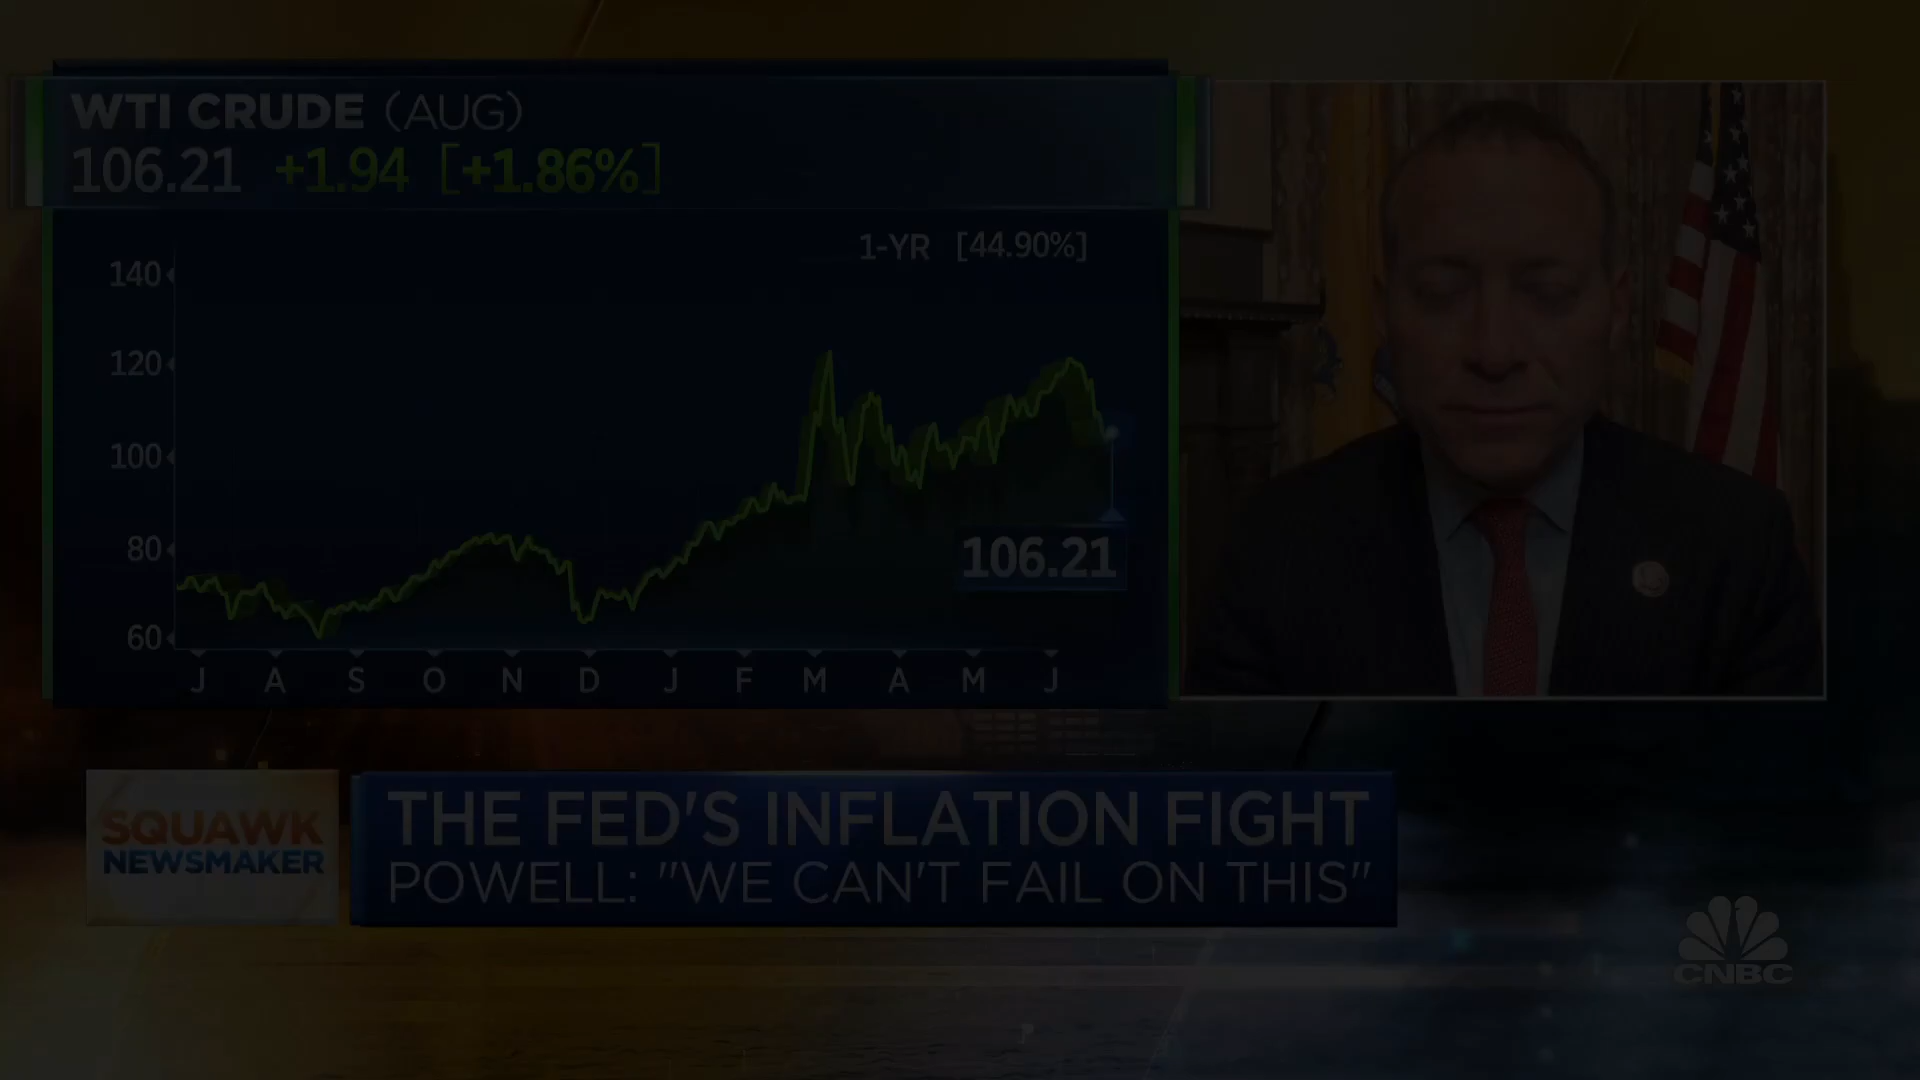 WTI CRUDE (AUG)
106.21 +1.94 [+1.86%]
1-YR [44.90%]
140
120
100
80
60
106.21
J A S O N D J F M A M J
SQUAWK
NEWSMAKER
THE FED'S INFLATION FIGHT
POWELL: "WE CAN'T FAIL ON THIS"
CNBC